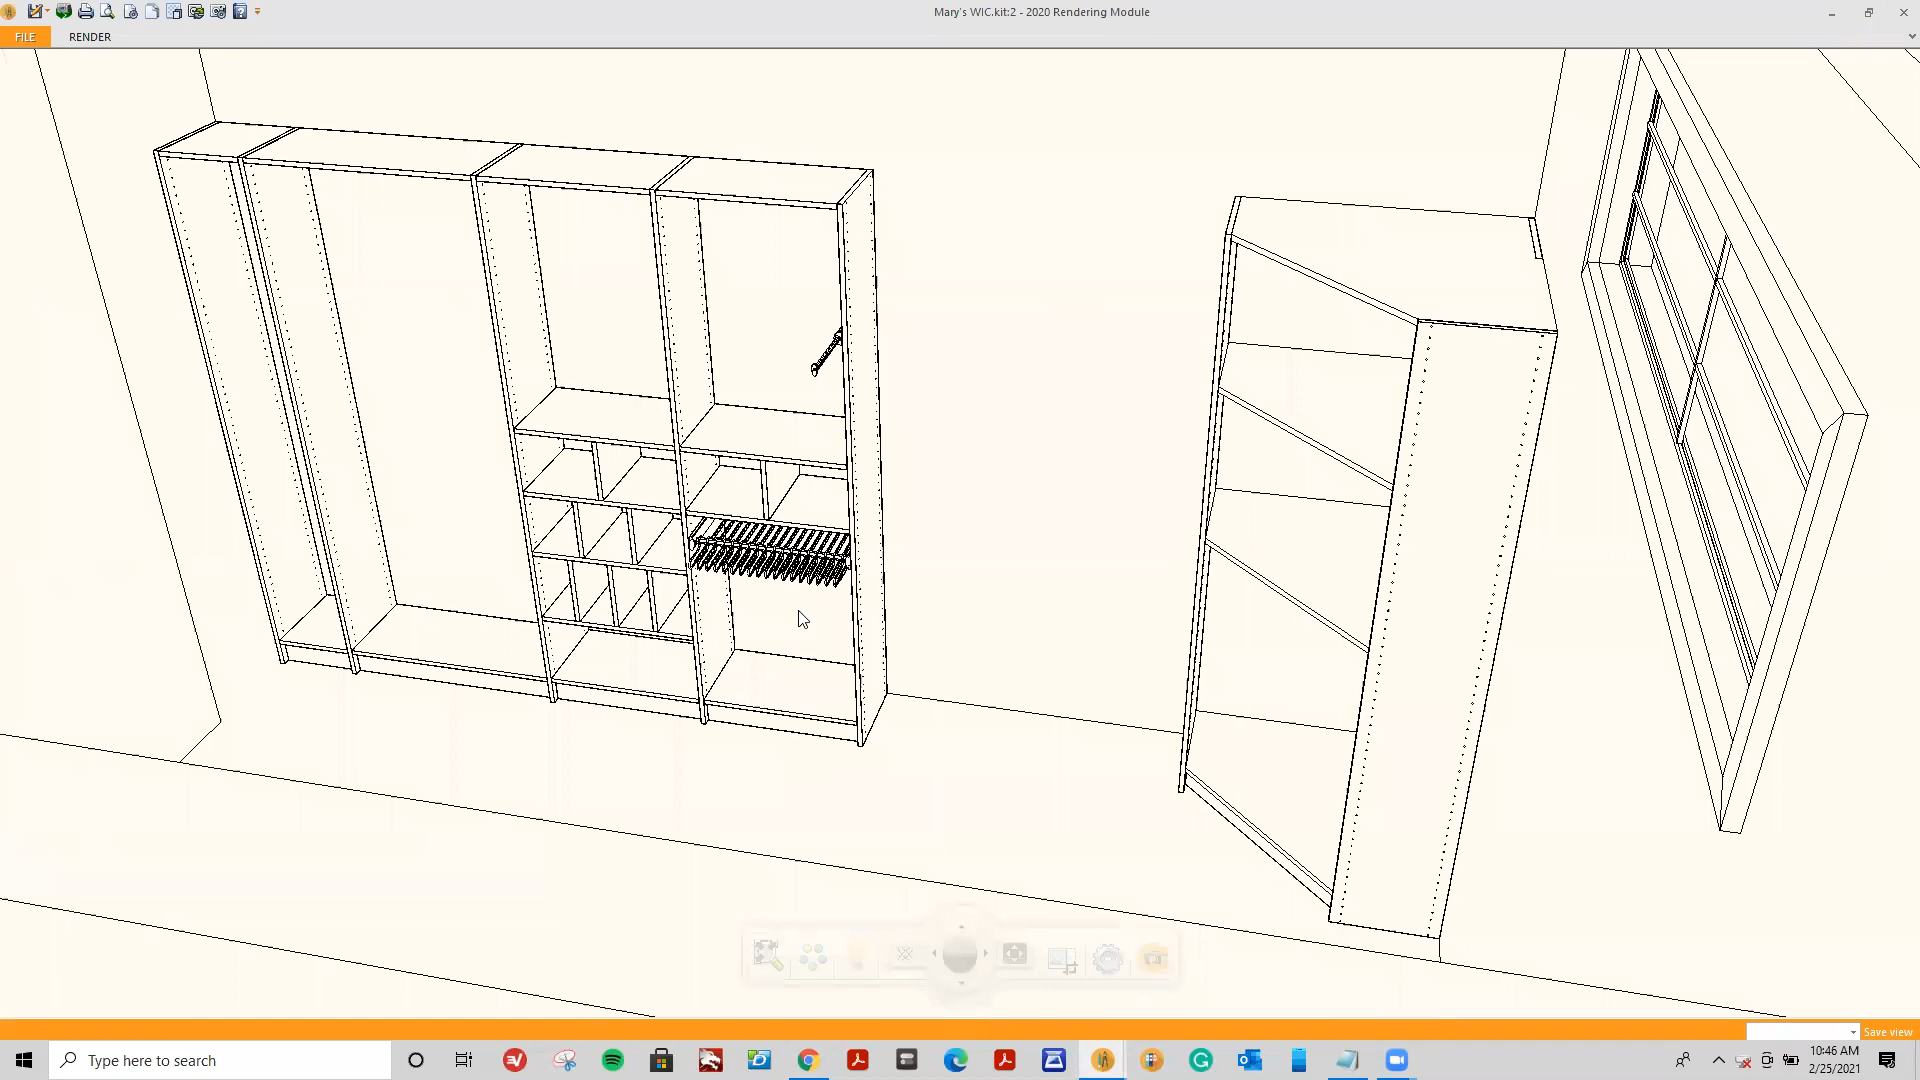 Mary's WIC.kit:2 - 2020 Rendering Module
FILE
RENDER
Save view
Type here to search
10:46 AM
2/25/2021